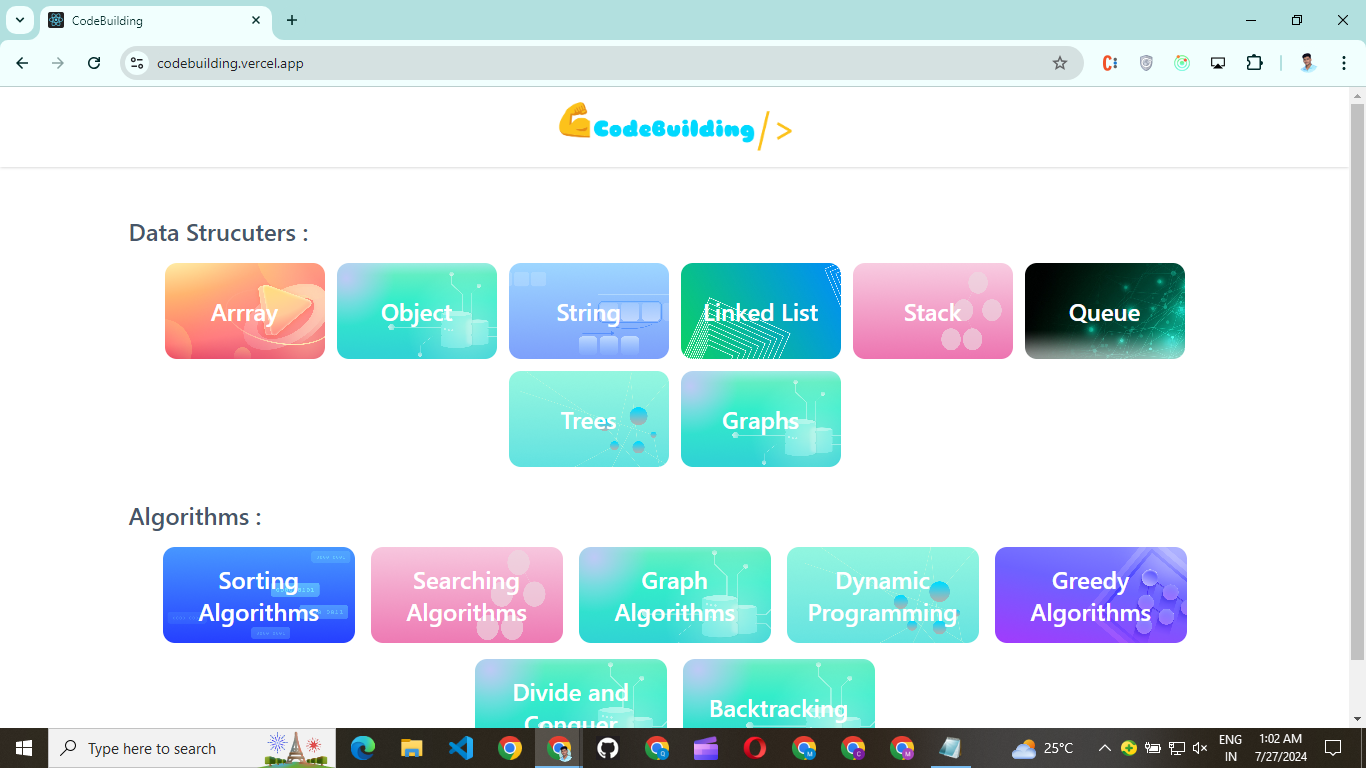 CodeBuilding
codebuilding.vercel.app
CodeBuilding/>
Data Strucuters :
Arrray
Object
String
Linked List
Stack
Queue
Trees
Graphs
Algorithms :
Sorting
Algorithms
Searching
Algorithms
Graph
Algorithms
Dynamic
Programming
Greedy
Algorithms
Divide and
Conquer
Backtracking
Type here to search
25°C
ENG
IN
1:02 AM
7/27/2024